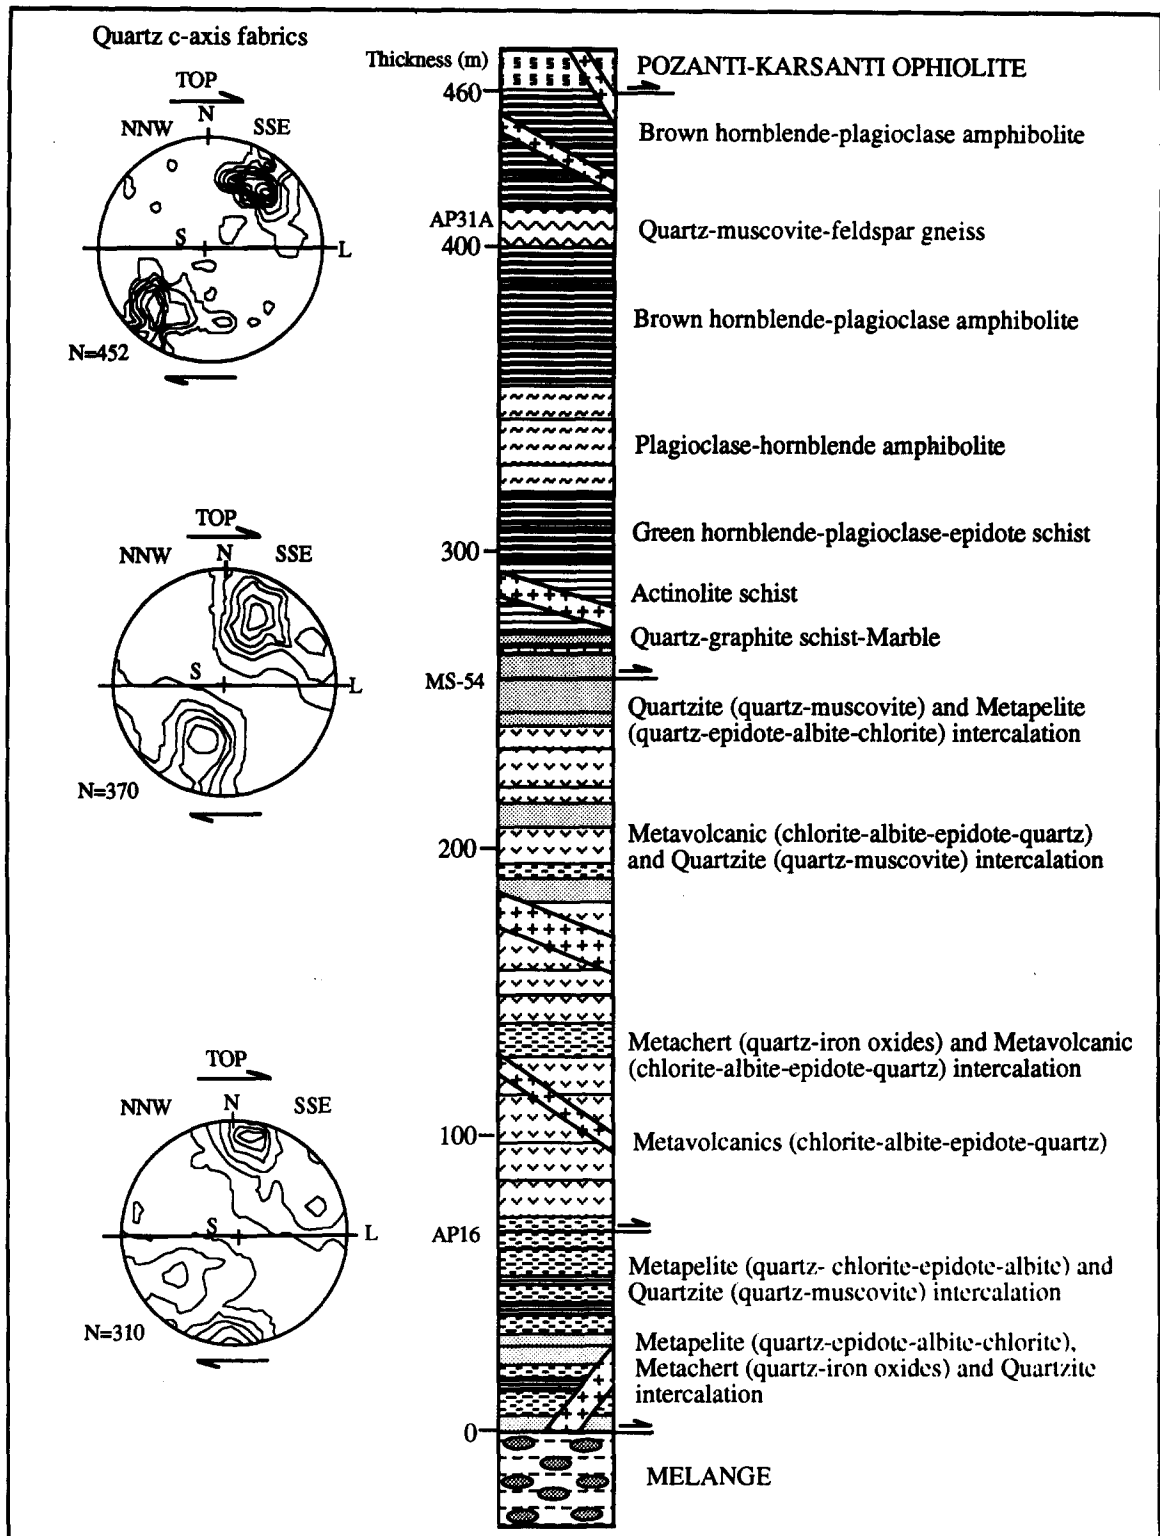 Quartz c-axis fabrics
TOP
N
NNW
SSE
S
L
N=452
TOP
NNW
N
SSE
S
L
N=370
TOP
NNW
N
SSE
S
L
N=310
Thickness (m)
460
AP31A
400
300
MS-54
200
100
AP16
0
POZANTI-KARSANTI OPHIOLITE
Brown hornblende-plagioclase amphibolite
Quartz-muscovite-feldspar gneiss
Brown hornblende-plagioclase amphibolite
Plagioclase-hornblende amphibolite
Green hornblende-plagioclase-epidote schist
Actinolite schist
Quartz-graphite schist-Marble
Quartzite (quartz-muscovite) and Metapelite
(quartz-epidote-albite-chlorite) intercalation
Metavolcanic (chlorite-albite-epidote-quartz)
and Quartzite (quartz-muscovite) intercalation
Metachert (quartz-iron oxides) and Metavolcanic
(chlorite-albite-epidote-quartz) intercalation
Metavolcanics (chlorite-albite-epidote-quartz)
Metapelite (quartz- chlorite-epidote-albite) and
Quartzite (quartz-muscovite) intercalation
Metapelite (quartz-epidote-albite-chlorite),
Metachert (quartz-iron oxides) and Quartzite
intercalation
MELANGE